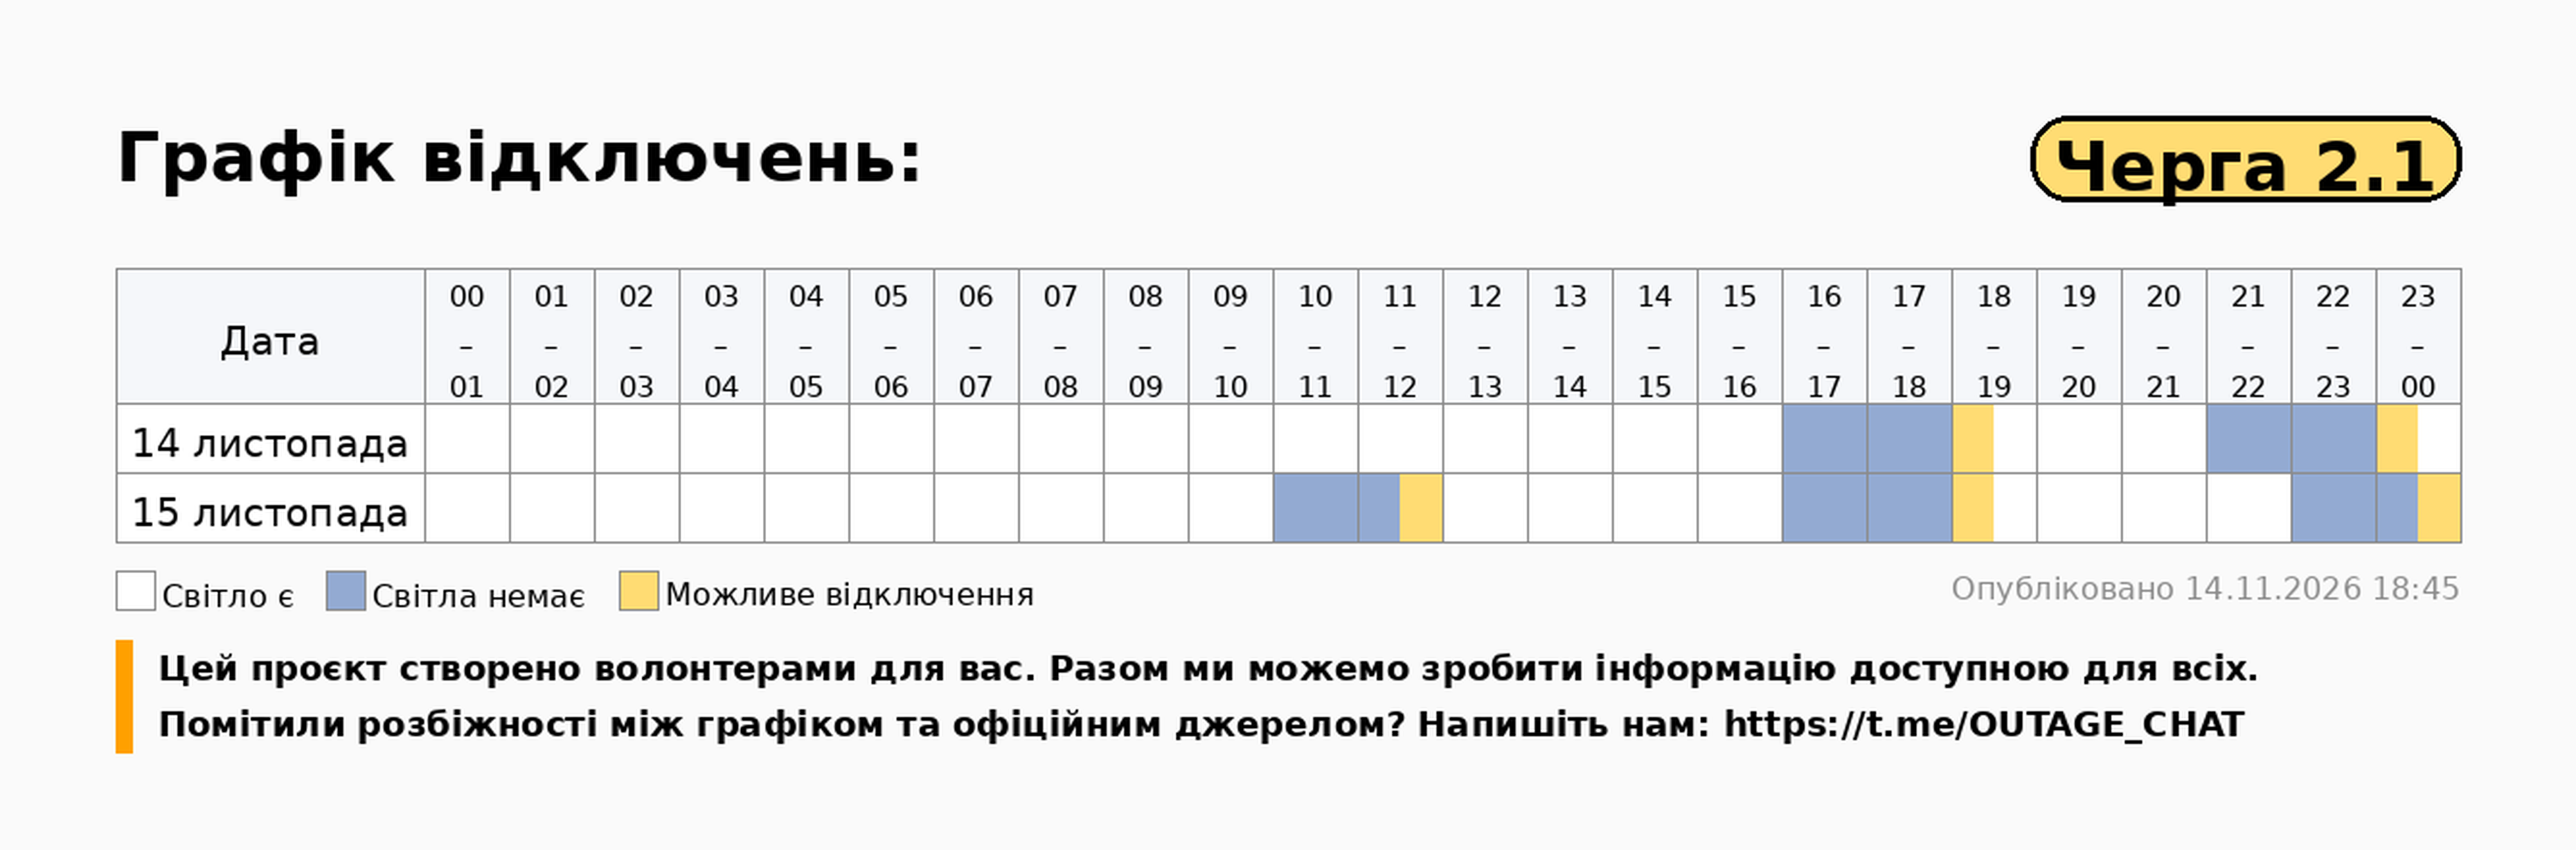 Графік відключень:
Черга 2.1
Дата
00 – 01
01 – 02
02 – 03
03 – 04
04 – 05
05 – 06
06 – 07
07 – 08
08 – 09
09 – 10
10 – 11
11 – 12
12 – 13
13 – 14
14 – 15
15 – 16
16 – 17
17 – 18
18 – 19
19 – 20
20 – 21
21 – 22
22 – 23
23 – 00
14 листопада
15 листопада
Світло є
Світла немає
Можливе відключення
Опубліковано 14.11.2026 18:45
Цей проєкт створено волонтерами для вас. Разом ми можемо зробити інформацію доступною для всіх.
Помітили розбіжності між графіком та офіційним джерелом? Напишіть нам: https://t.me/OUTAGE_CHAT